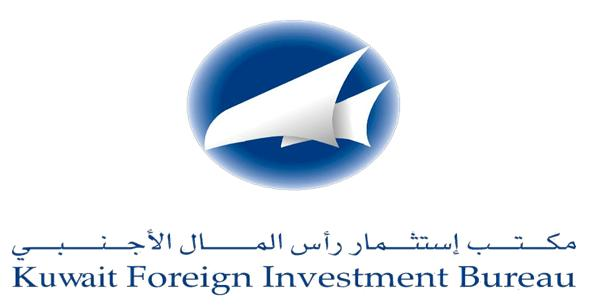 مكتب إستثمار رأس المال الأجنبي
Kuwait Foreign Investment Bureau